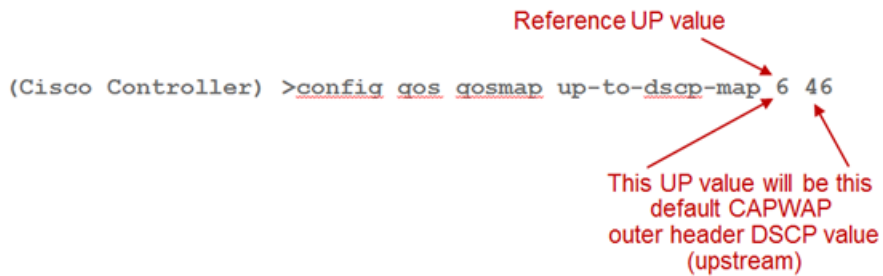 Reference UP value
(Cisco Controller) >config qos qosmap up-to-dscp-map 6 46
This UP value will be this
default CAPWAP
outer header DSCP value
(upstream)